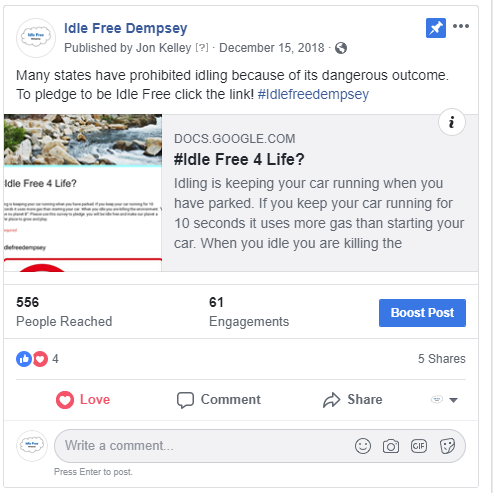 Idle Free Dempsey
Published by Jon Kelley [?] · December 15, 2018 ·
Many states have prohibited idling because of its dangerous outcome.
To pledge to be Idle Free click the link! #Idlefreedempsey
Idle Free 4 Life?
DOCS.GOOGLE.COM
#Idle Free 4 Life?
Idling is keeping your car running when you
have parked. If you keep your car running for
10 seconds it uses more gas than starting your
car. When you idle you are killing the
556
People Reached
61
Engagements
Boost Post
4
5 Shares
Love
Comment
Share
Write a comment...
GIF
Press Enter to post.